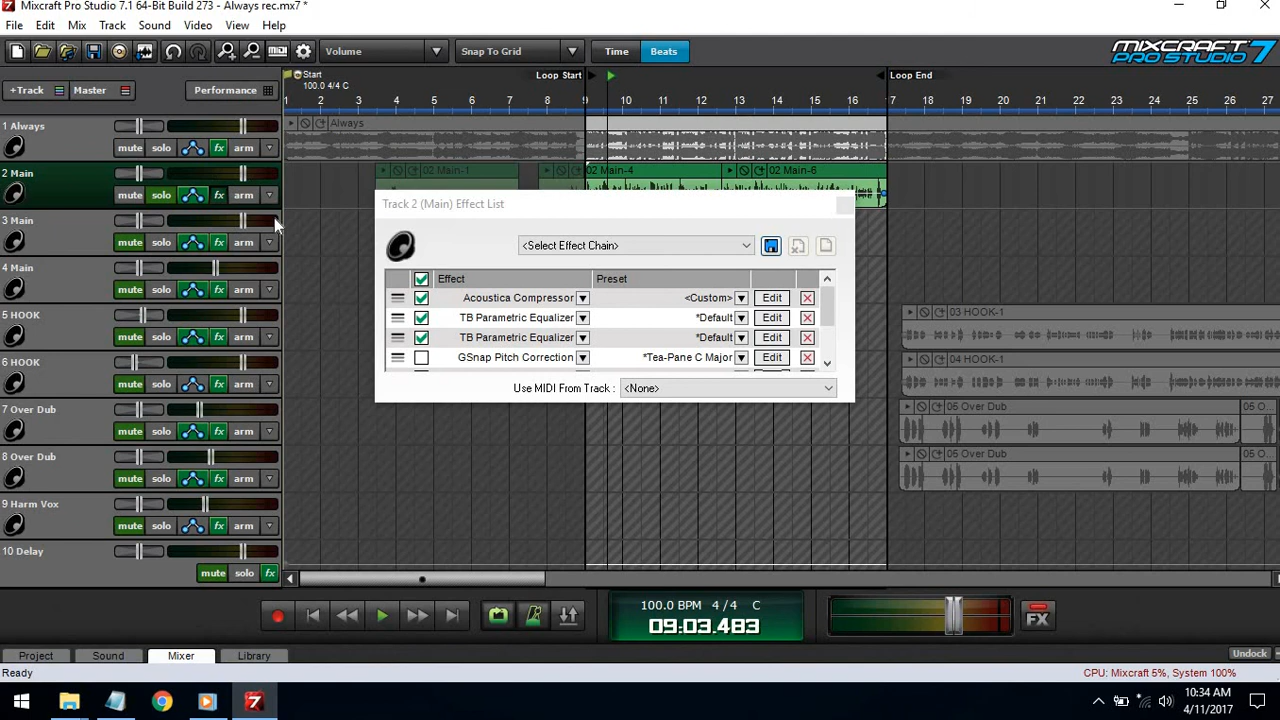 Mixcraft Pro Studio 7.1 64-Bit Build 273 - Always rec.mx7 *
File Edit Mix Track Sound Video View Help
Volume Snap To Grid Time Beats MIXCRAFT PRO STUDIO 7
+Track Master Performance
Start Loop Start Loop End
100.0 4/4 C
1 2 3 4 5 6 7 8 9 10 11 12 13 14 15 16 17 18 19 20 21 22 23 24 25 26 27
1 Always
Always
mute solo fx arm
2 Main
02 Main-1 02 Main-4 02 Main-6
mute solo fx arm
Track 2 (Main) Effect List
3 Main
mute solo fx arm
<Select Effect Chain>
4 Main
mute solo fx arm
Effect Preset
Acoustica Compressor <Custom> Edit
TB Parametric Equalizer *Default Edit
TB Parametric Equalizer *Default Edit
GSnap Pitch Correction *Tea-Pane C Major Edit
Use MIDI From Track : <None>
5 HOOK
03 HOOK-1
mute solo fx arm
6 HOOK
04 HOOK-1
mute solo fx arm
7 Over Dub
05 Over Dub 05 O...
mute solo fx arm
8 Over Dub
05 Over Dub 05 O...
mute solo fx arm
9 Harm Vox
mute solo fx arm
10 Delay
mute solo fx
100.0 BPM 4 / 4 C
09:03.483
FX
Project Sound Mixer Library Undock
Ready CPU: Mixcraft 5%, System 100%
7 10:34 AM
4/11/2017